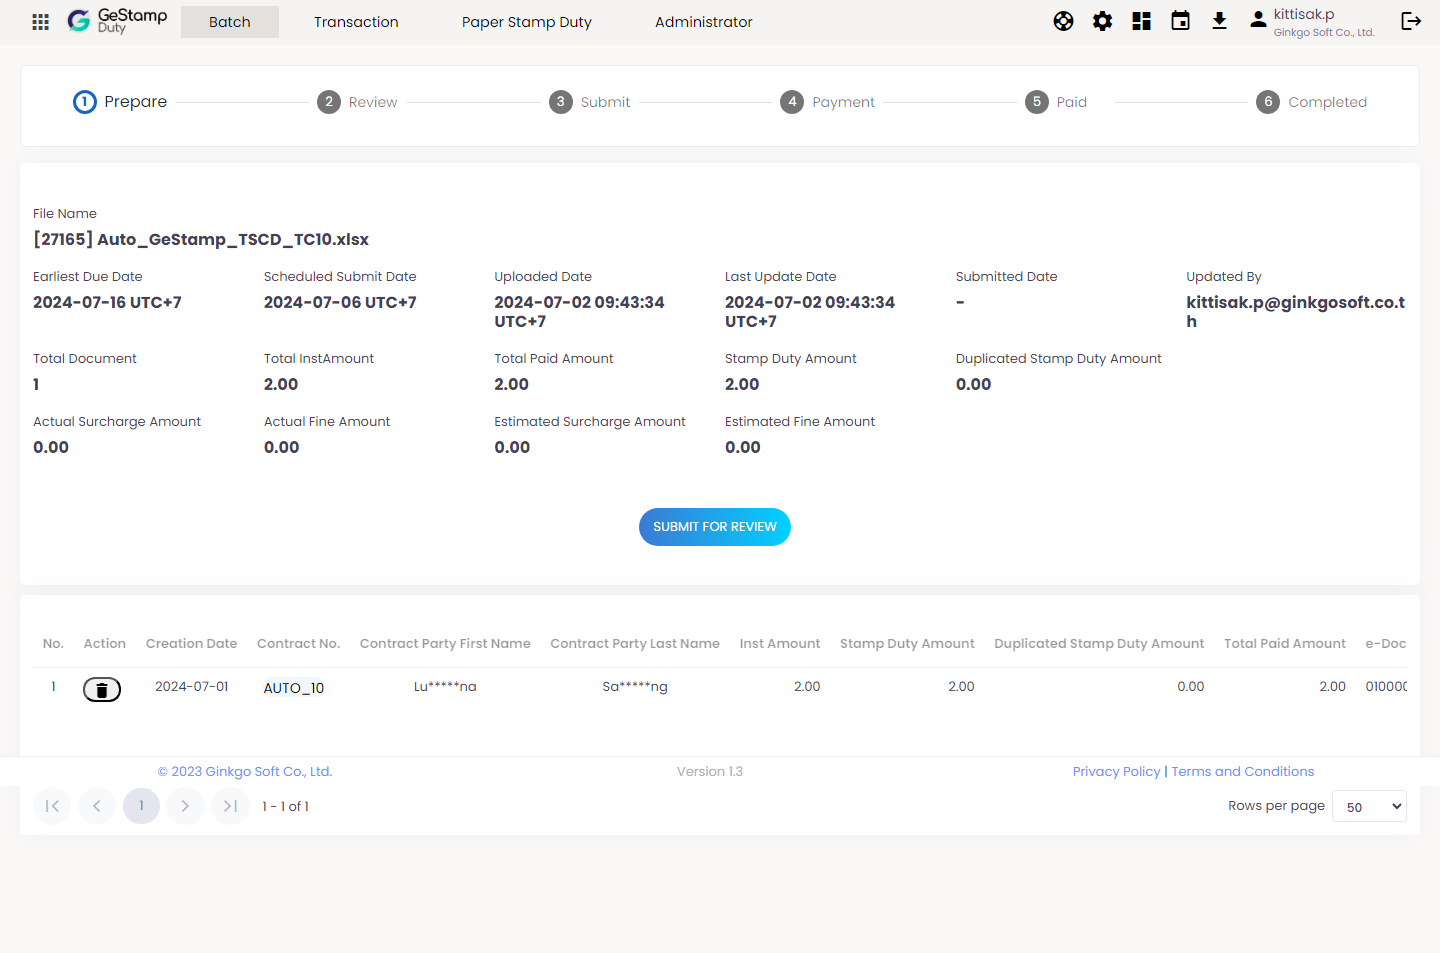 GeStamp
Duty
Batch
Transaction
Paper Stamp Duty
Administrator
kittisak.p
Ginkgo Soft Co., Ltd.
1 Prepare
2 Review
3 Submit
4 Payment
5 Paid
6 Completed
File Name
[27165] Auto_GeStamp_TSCD_TC10.xlsx
Earliest Due Date
2024-07-16 UTC+7
Scheduled Submit Date
2024-07-06 UTC+7
Uploaded Date
2024-07-02 09:43:34
UTC+7
Last Update Date
2024-07-02 09:43:34
UTC+7
Submitted Date
-
Updated By
kittisak.p@ginkgosoft.co.t
h
Total Document
1
Total InstAmount
2.00
Total Paid Amount
2.00
Stamp Duty Amount
2.00
Duplicated Stamp Duty Amount
0.00
Actual Surcharge Amount
0.00
Actual Fine Amount
0.00
Estimated Surcharge Amount
0.00
Estimated Fine Amount
0.00
SUBMIT FOR REVIEW
No. Action Creation Date Contract No. Contract Party First Name Contract Party Last Name Inst Amount Stamp Duty Amount Duplicated Stamp Duty Amount Total Paid Amount e-Doc
1 2024-07-01 AUTO_10 Lu*****na Sa*****ng 2.00 2.00 0.00 2.00 010000
© 2023 Ginkgo Soft Co., Ltd.
Version 1.3
Privacy Policy | Terms and Conditions
1
1 - 1 of 1
Rows per page 50